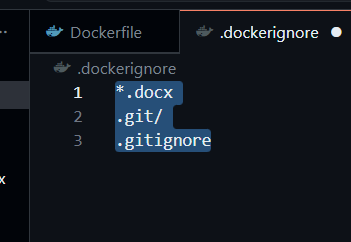 Dockerfile
.dockerignore
.dockerignore
1 *.docx
2 .git/
3 .gitignore
x